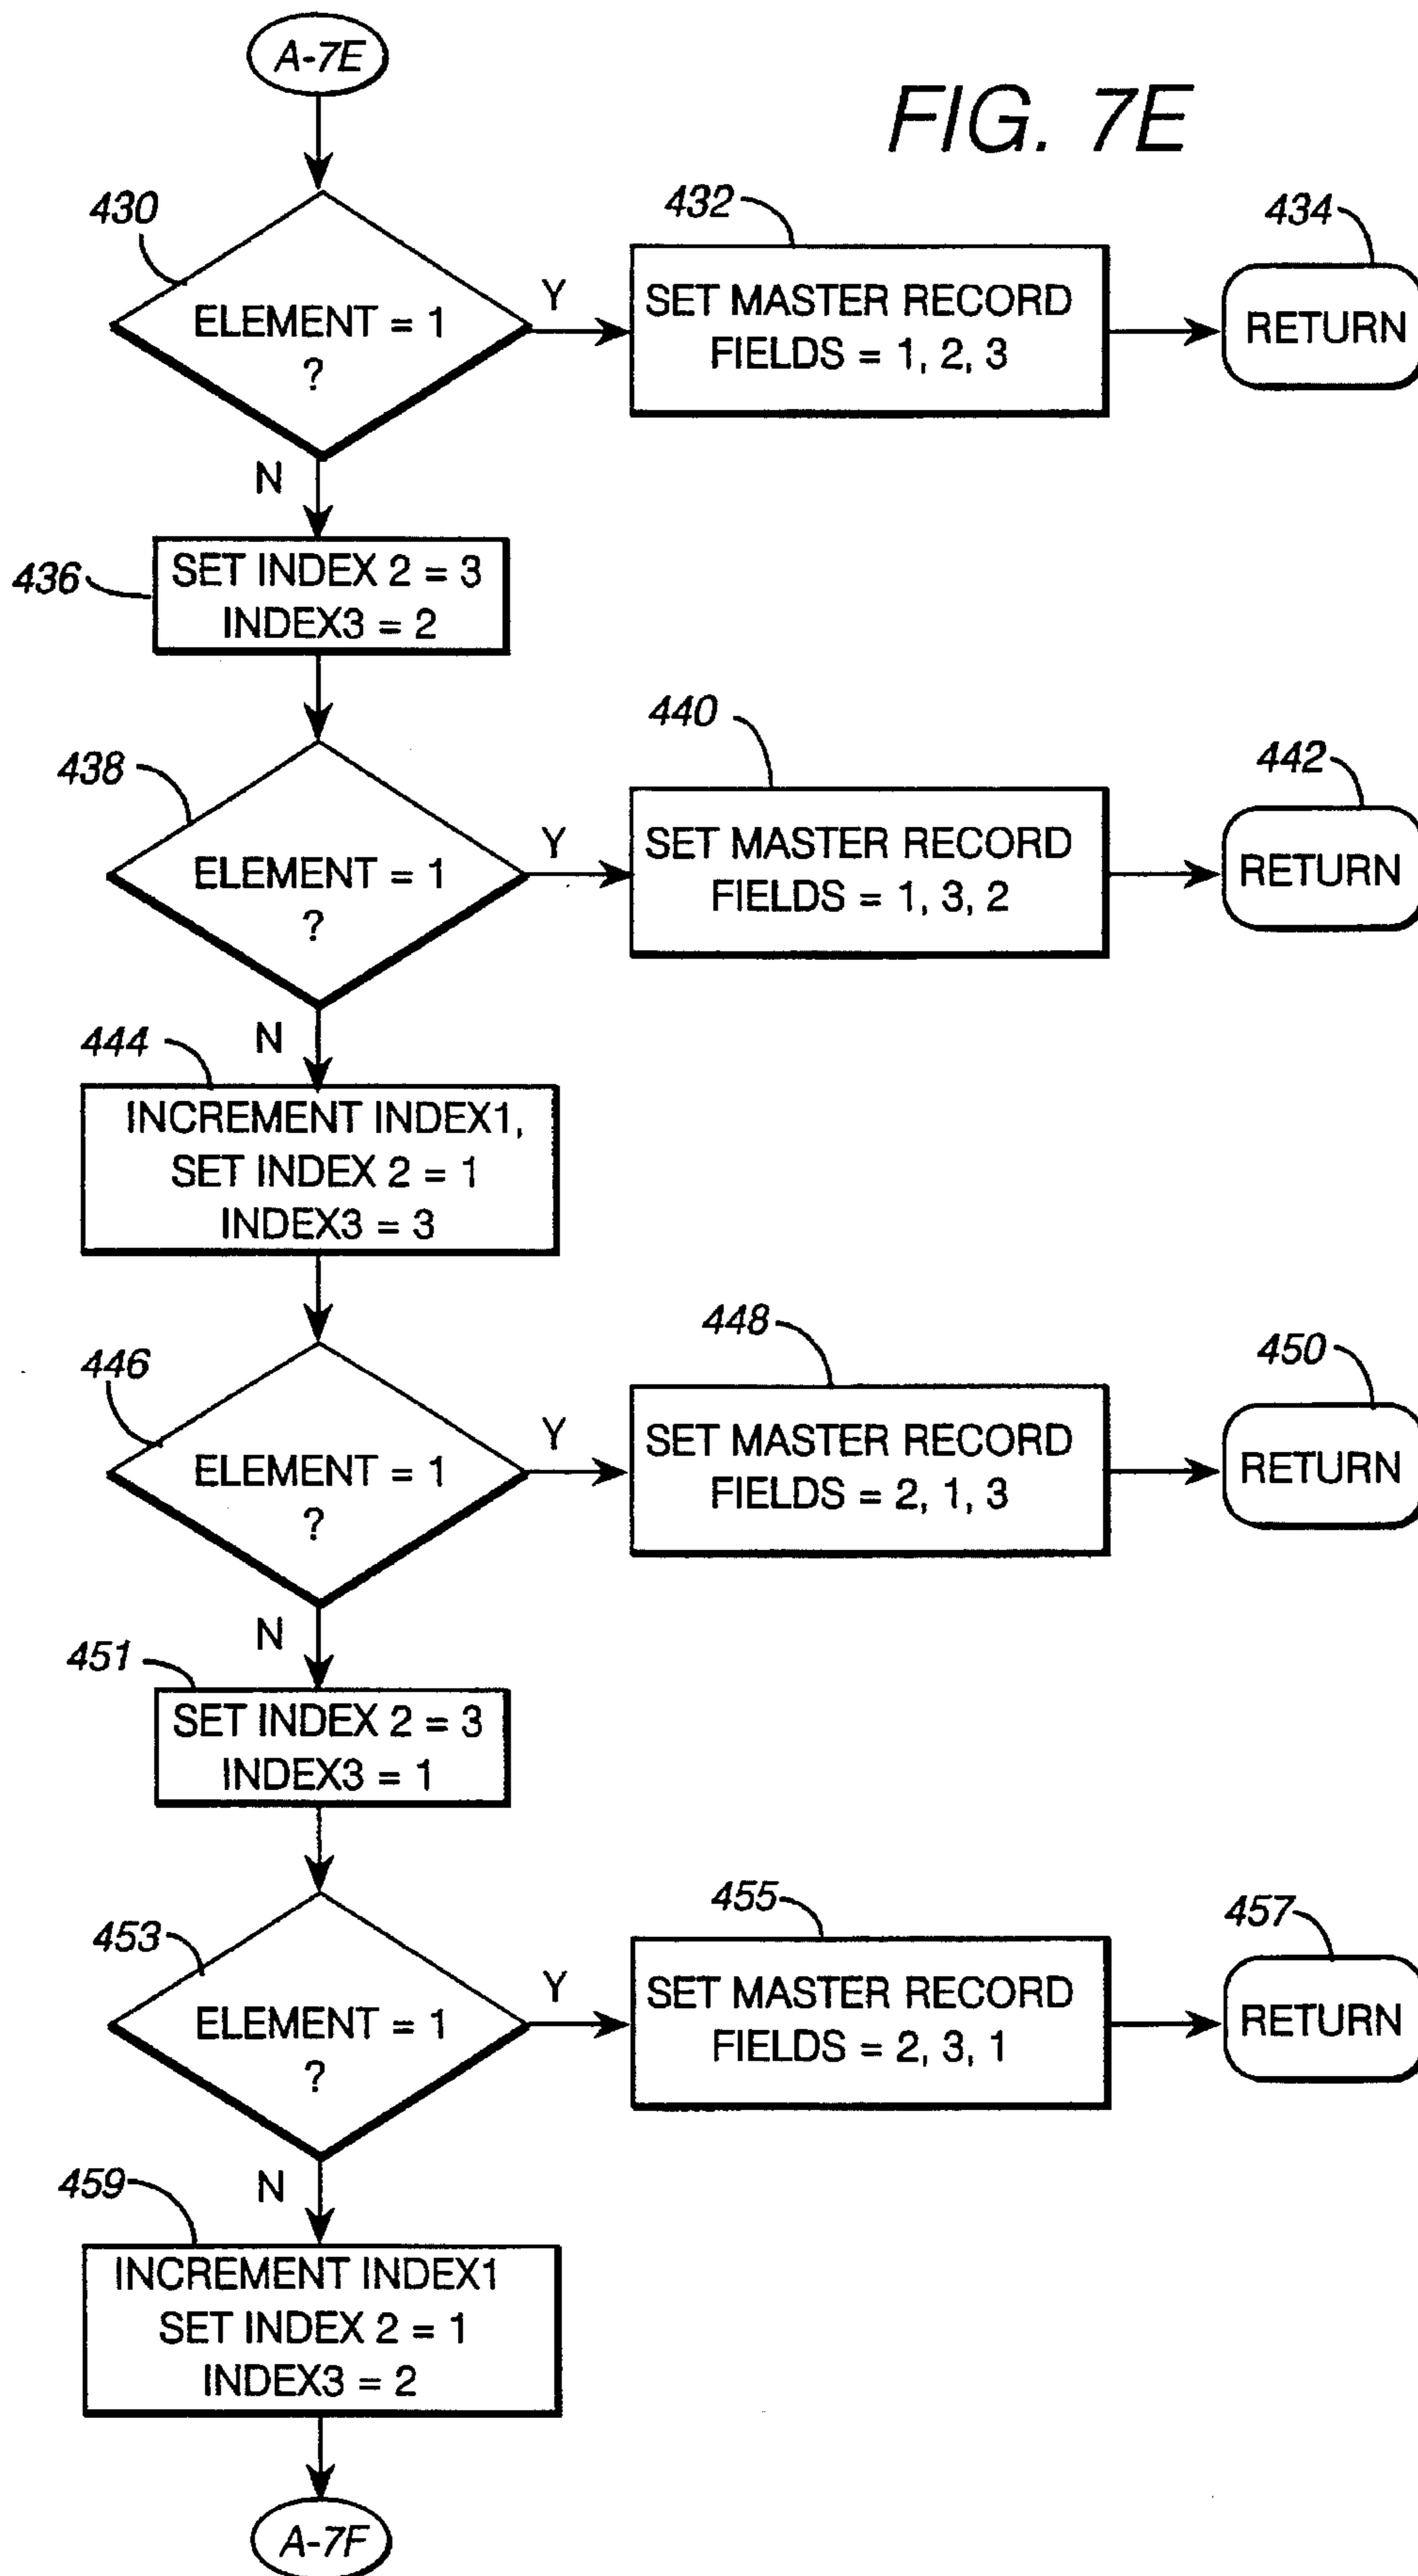 A-7E
FIG. 7E
430
432
434
ELEMENT = 1
?
Y
SET MASTER RECORD
FIELDS = 1, 2, 3
RETURN
N
436
SET INDEX 2 = 3
INDEX3 = 2
438
440
442
ELEMENT = 1
?
Y
SET MASTER RECORD
FIELDS = 1, 3, 2
RETURN
N
444
INCREMENT INDEX1,
SET INDEX 2 = 1
INDEX3 = 3
446
448
450
ELEMENT = 1
?
Y
SET MASTER RECORD
FIELDS = 2, 1, 3
RETURN
N
451
SET INDEX 2 = 3
INDEX3 = 1
453
455
457
ELEMENT = 1
?
Y
SET MASTER RECORD
FIELDS = 2, 3, 1
RETURN
N
459
INCREMENT INDEX1
SET INDEX 2 = 1
INDEX3 = 2
A-7F